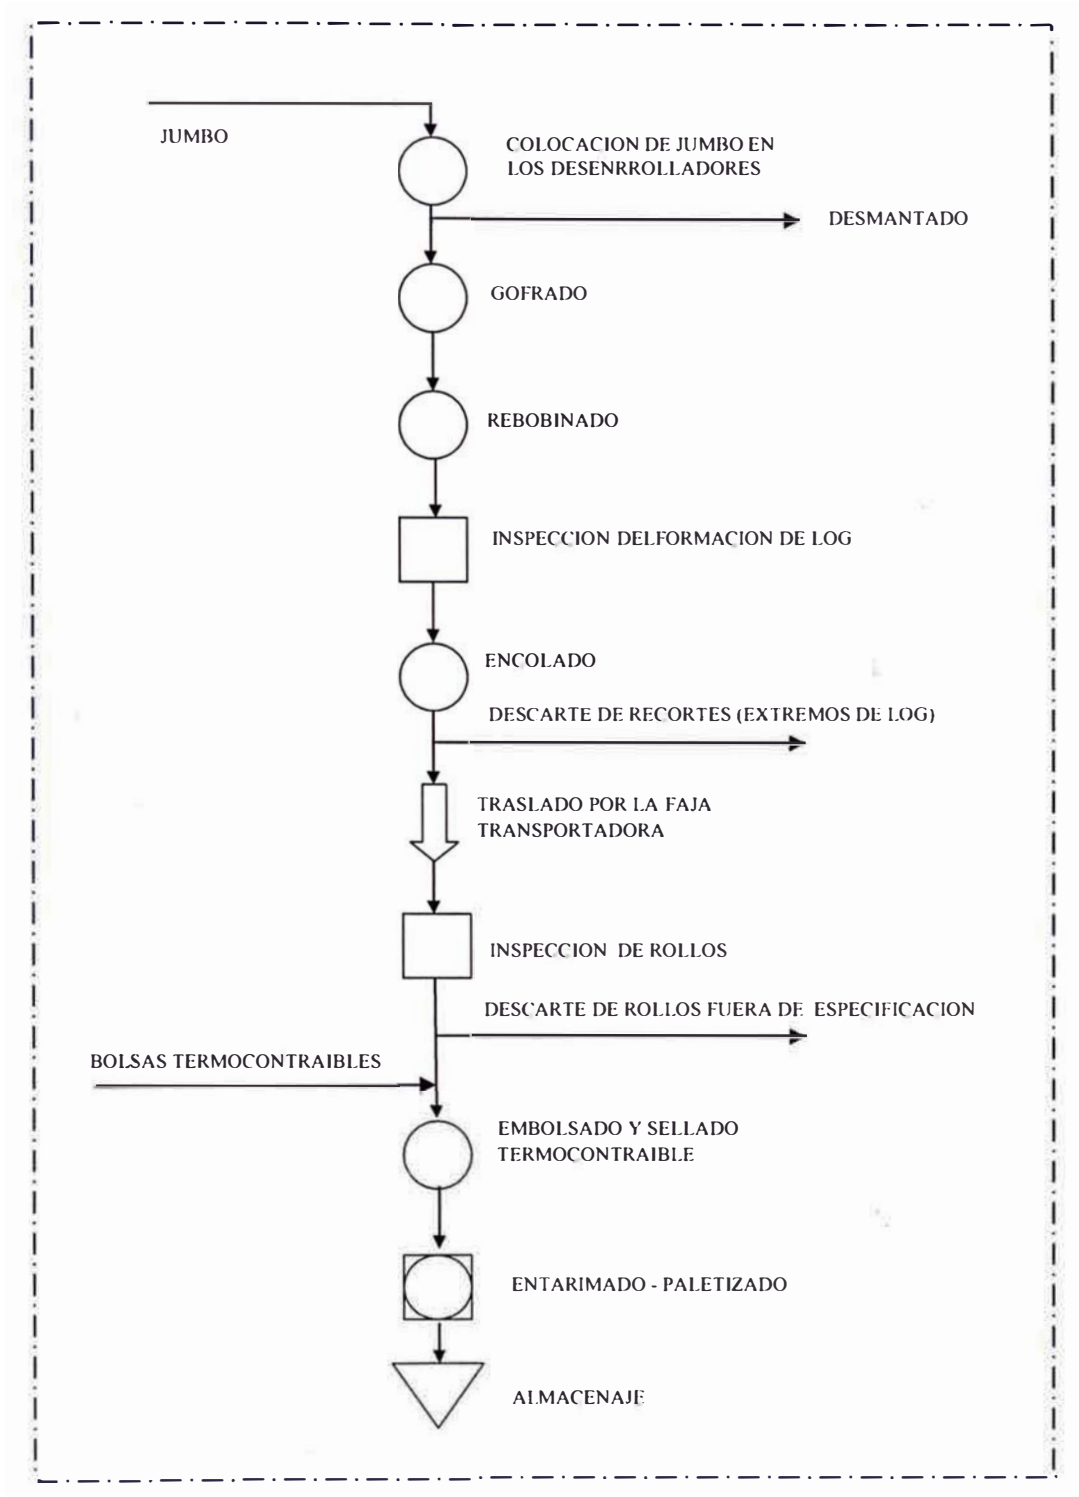 JUMBO
COLOCACION DE JUMBO EN
LOS DESENRROLLADORES
DESMANTADO
GOFRADO
REBOBINADO
INSPECCION DELFORMACION DE LOG
ENCOLADO
DESCARTE DE RECORTES (EXTREMOS DE LOG)
TRASLADO POR LA FAJA
TRANSPORTADORA
INSPECCION DE ROLLOS
DESCARTE DE ROLLOS FUERA DE ESPECIFICACION
BOLSAS TERMOCONTRAIBLES
EMBOLSADO Y SELLADO
TERMOCONTRAIBLE
ENTARIMADO - PALETIZADO
ALMACENAJE